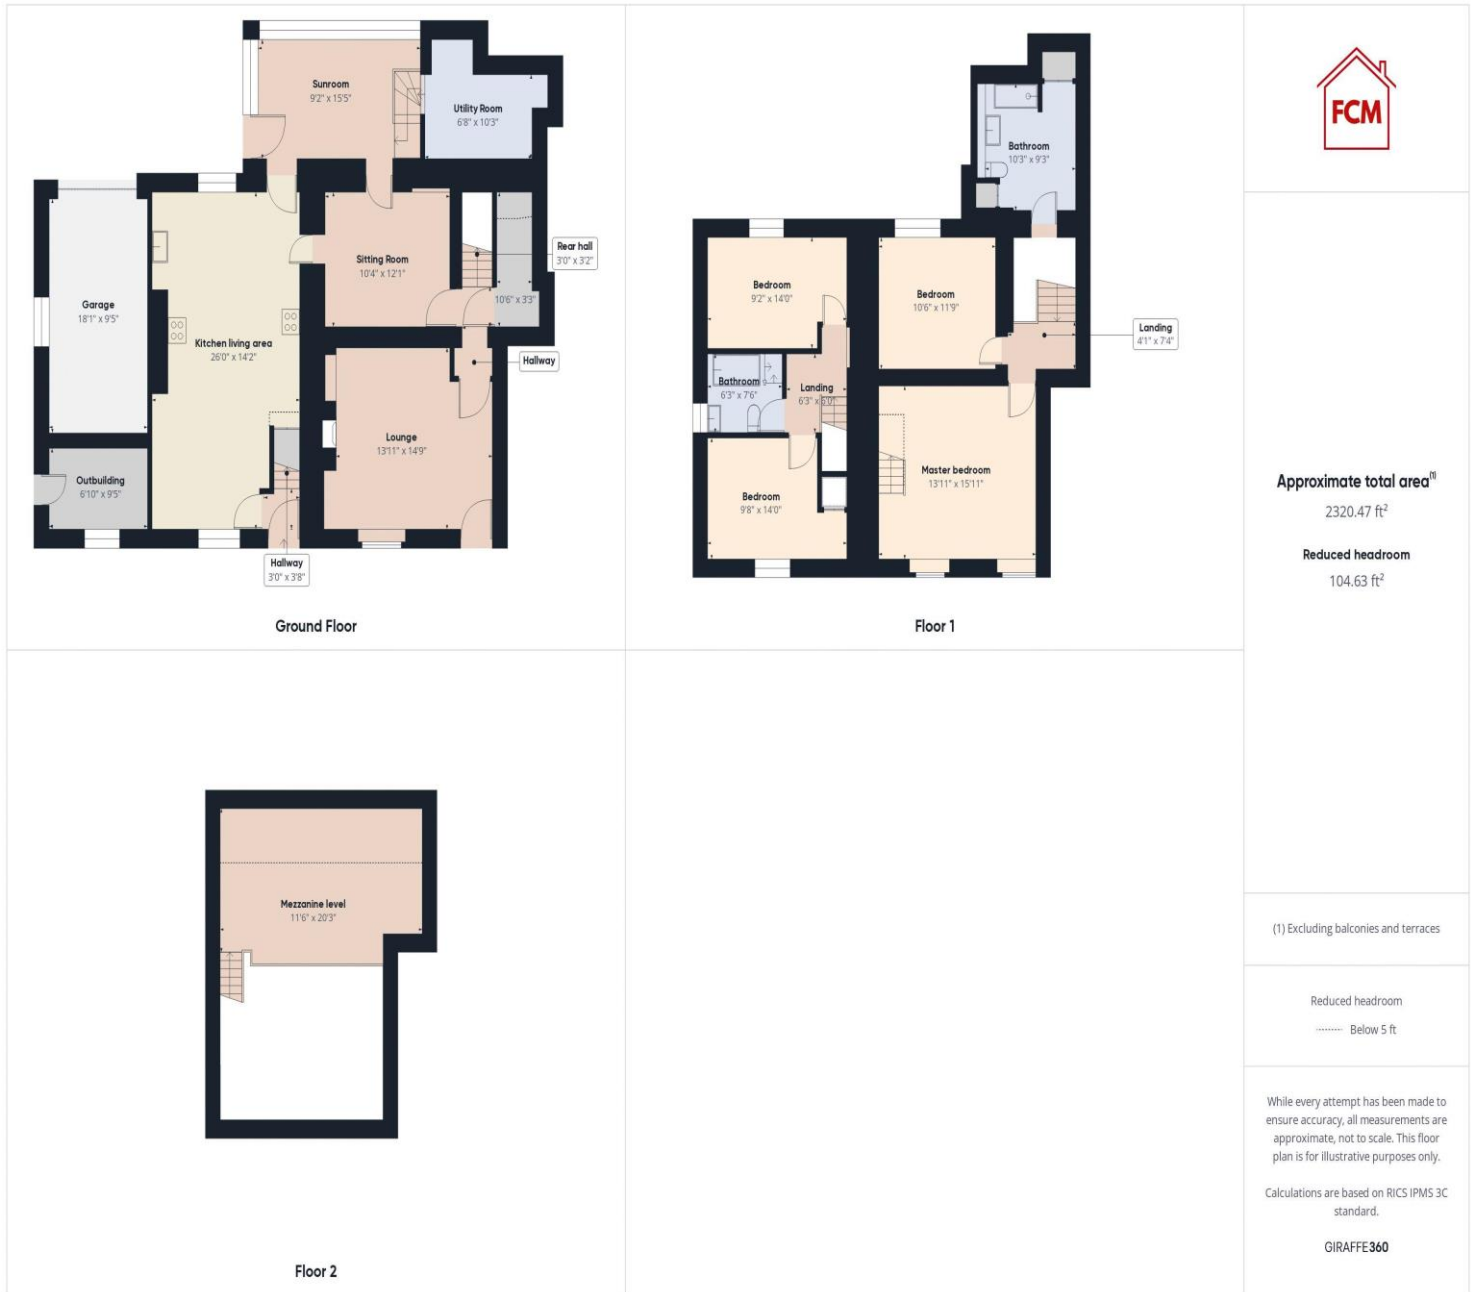 Sunroom
9'2" x 15'5"
Utility Room
6'8" x 10'3"
Rear hall
3'0" x 3'2"
Sitting Room
10'4" x 12'1"
10'6" x 3'3"
Garage
18'1" x 9'5"
Kitchen living area
26'0" x 14'2"
Hallway
Lounge
13'11" x 14'9"
Outbuilding
6'10" x 9'5"
Hallway
3'0" x 3'8"
Ground Floor
Bathroom
10'3" x 9'3"
Bedroom
9'2" x 14'0"
Bedroom
10'6" x 11'9"
Landing
4'1" x 7'4"
Bathroom
6'3" x 7'6"
Landing
6'3" x 6'0"
Master bedroom
13'11" x 15'11"
Bedroom
9'8" x 14'0"
Floor 1
Mezzanine level
11'6" x 20'3"
Floor 2
FCM
Approximate total area(1)
2320.47 ft²
Reduced headroom
104.63 ft²
(1) Excluding balconies and terraces
Reduced headroom
Below 5 ft
While every attempt has been made to
ensure accuracy, all measurements are
approximate, not to scale. This floor
plan is for illustrative purposes only.
Calculations are based on RICS IPMS 3C
standard.
GIRAFFE360